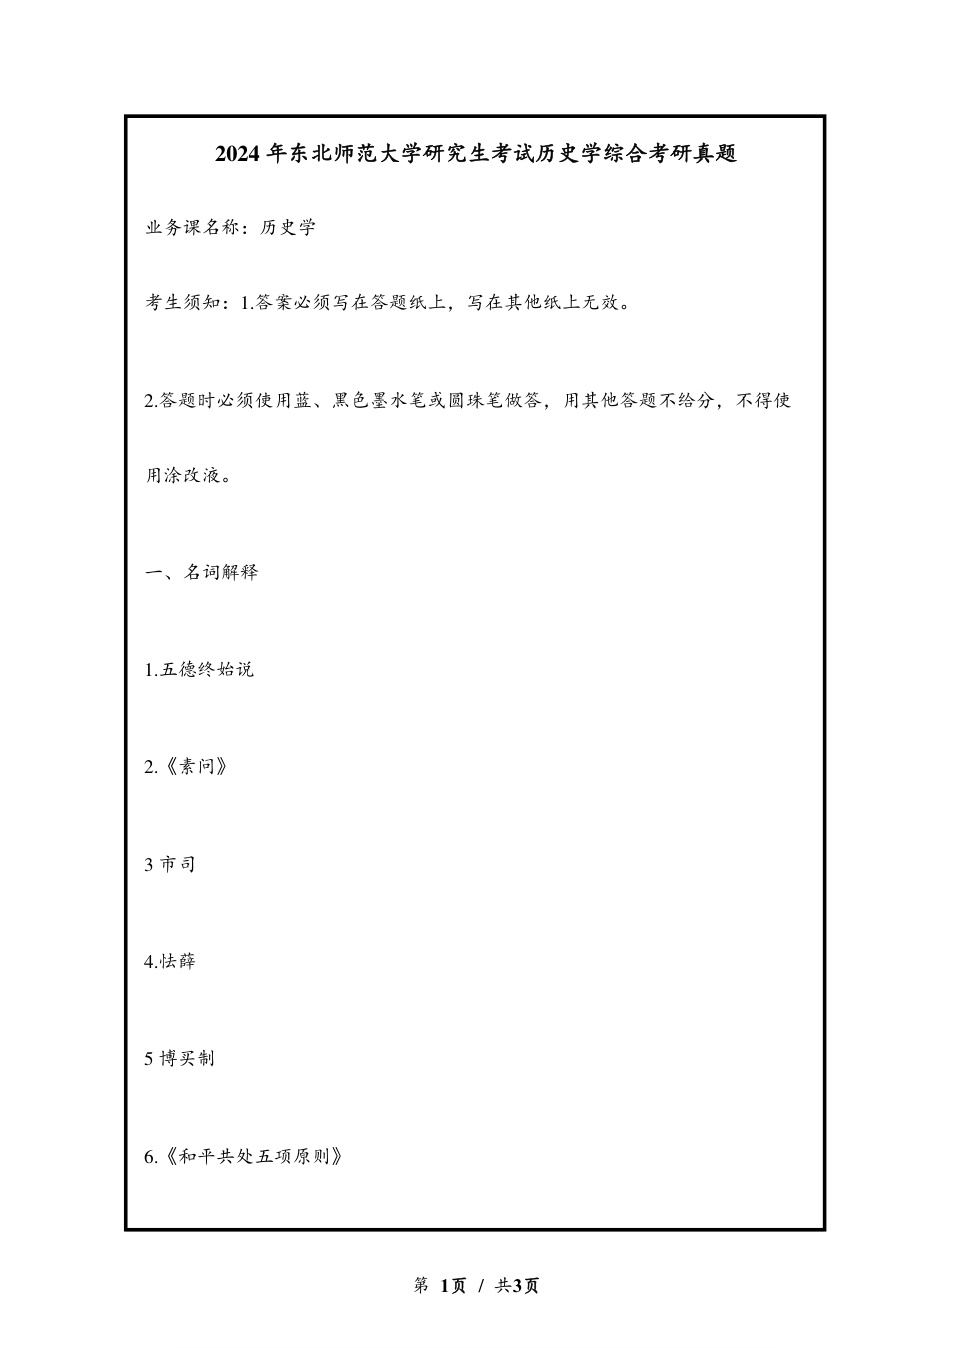 2024 年东北师范大学研究生考试历史学综合考研真题
业务课名称：历史学
考生须知：1.答案必须写在答题纸上，写在其他纸上无效。
2.答题时必须使用蓝、黑色墨水笔或圆珠笔做答，用其他答题不给分，不得使
用涂改液。
一、名词解释
1.五德终始说
2.《素问》
3 市司
4.怯薛
5 博买制
6.《和平共处五项原则》
第 1页 / 共3页